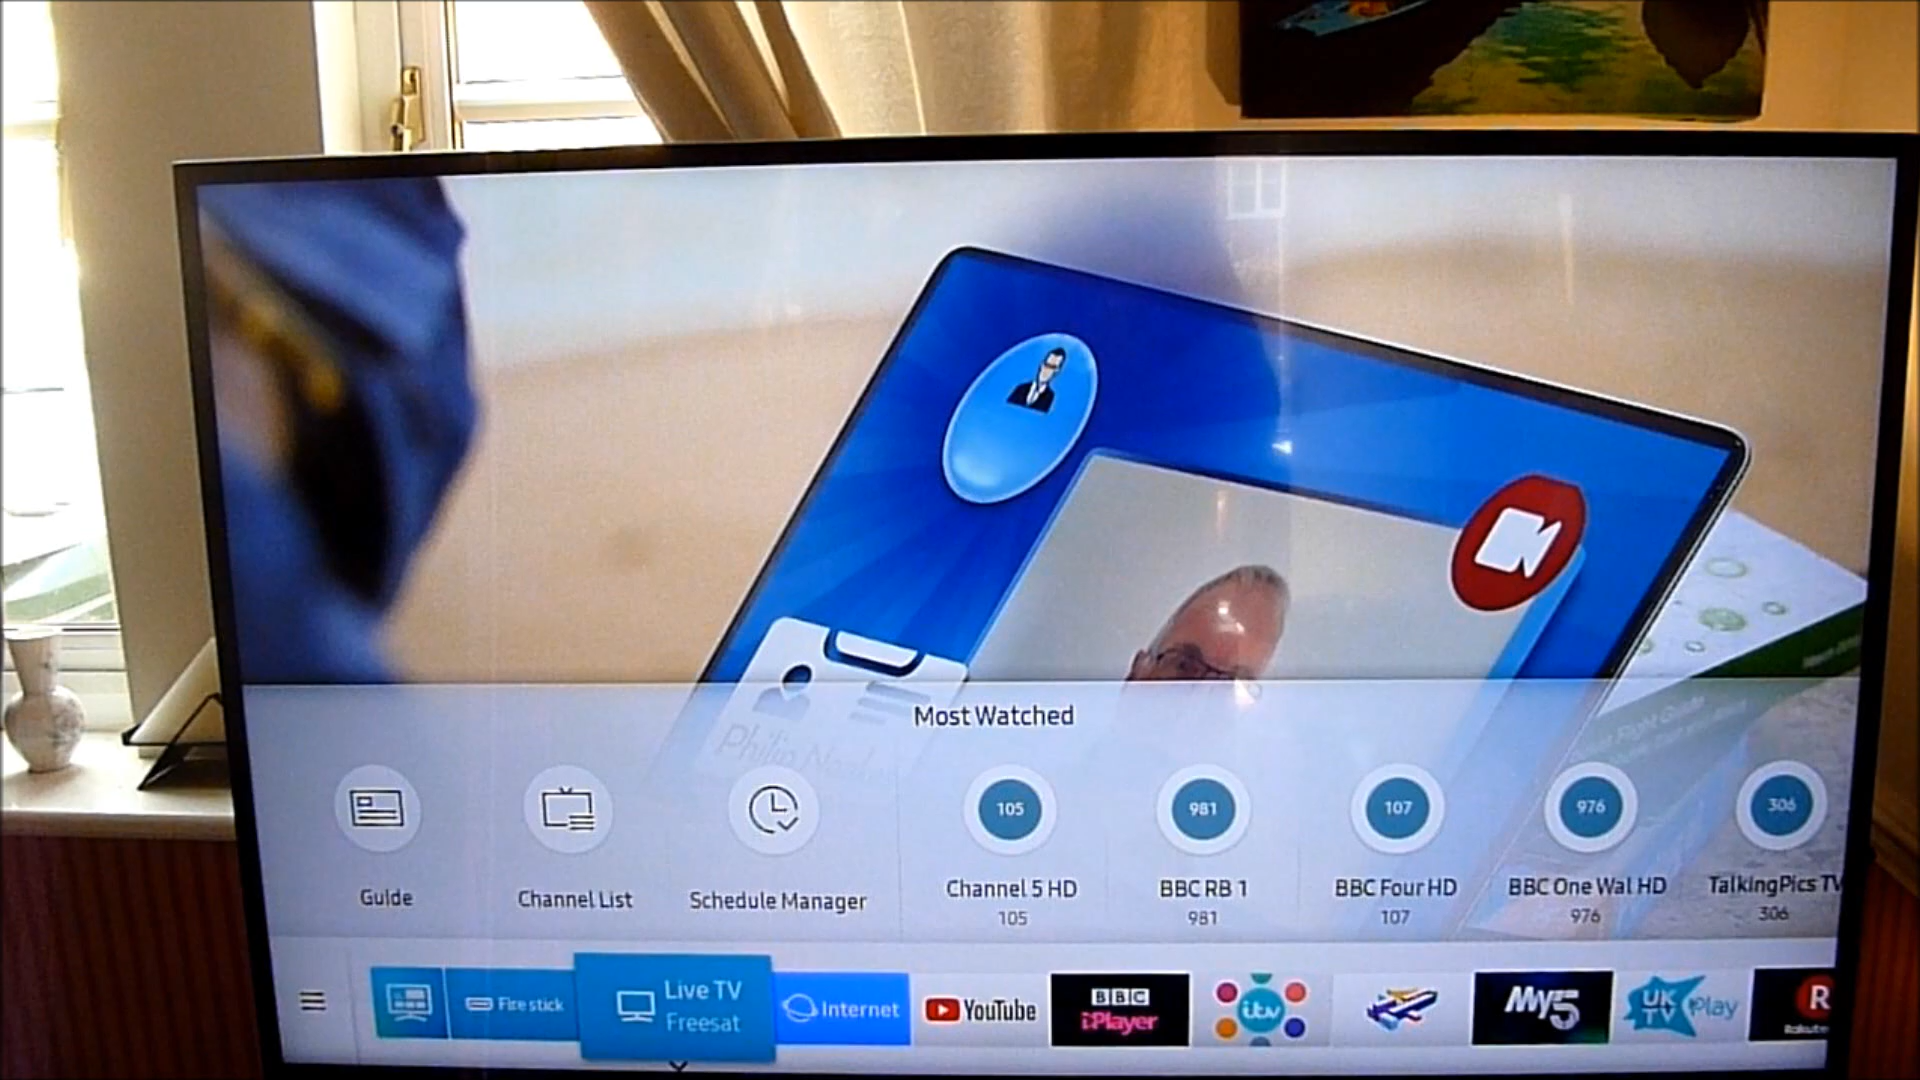 Most Watched
105
981
107
976
306
Guide
Channel List
Schedule Manager
Channel 5 HD
BBC RB 1
BBC Four HD
BBC One Wal HD
TalkingPics TV
105
981
107
976
306
Fire stick
Live TV
Freesat
Internet
YouTube
BBC
iPlayer
itv
My5
UK
TV
Play
R